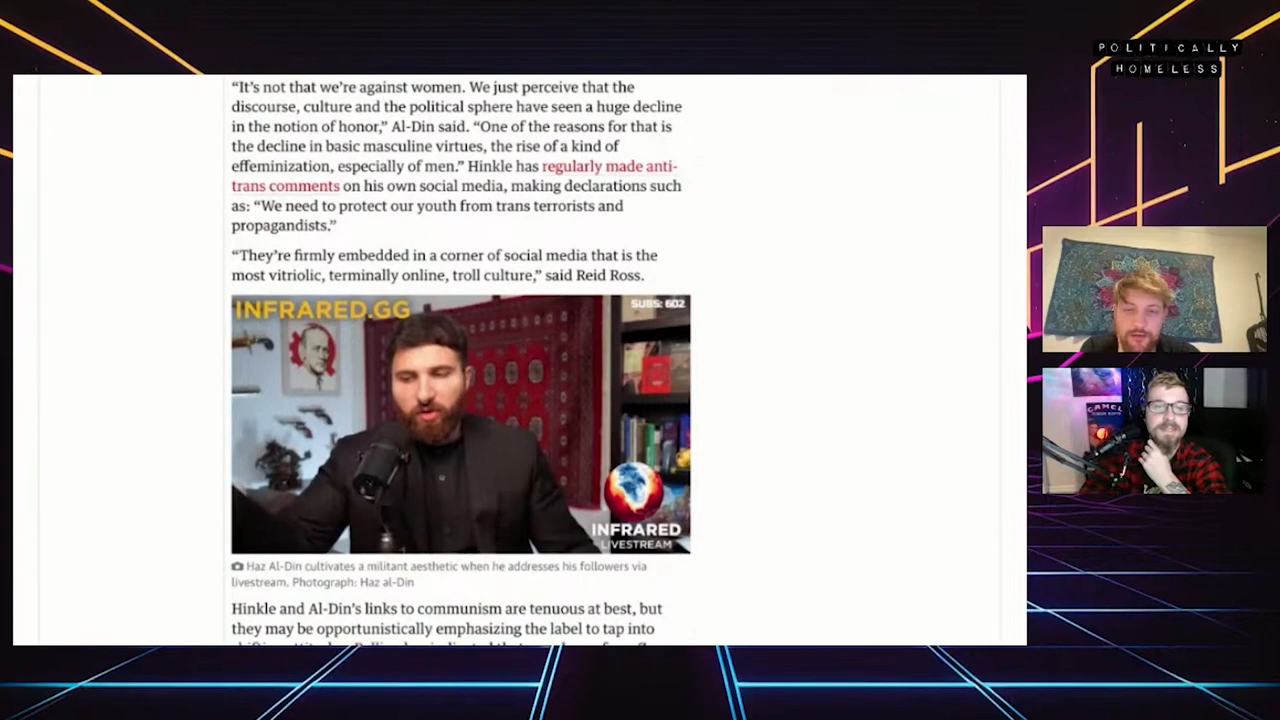 POLITICALLY
HOMELESS
“It’s not that we’re against women. We just perceive that the
discourse, culture and the political sphere have seen a huge decline
in the notion of honor,” Al-Din said. “One of the reasons for that is
the decline in basic masculine virtues, the rise of a kind of
effeminization, especially of men.” Hinkle has regularly made anti-
trans comments on his own social media, making declarations such
as: “We need to protect our youth from trans terrorists and
propagandists.”
“They’re firmly embedded in a corner of social media that is the
most vitriolic, terminally online, troll culture,” said Reid Ross.
INFRARED.GG
SUBS: 602
INFRARED
LIVESTREAM
Haz Al-Din cultivates a militant aesthetic when he addresses his followers via
livestream. Photograph: Haz al-Din
Hinkle and Al-Din’s links to communism are tenuous at best, but
they may be opportunistically emphasizing the label to tap into
CAMEL